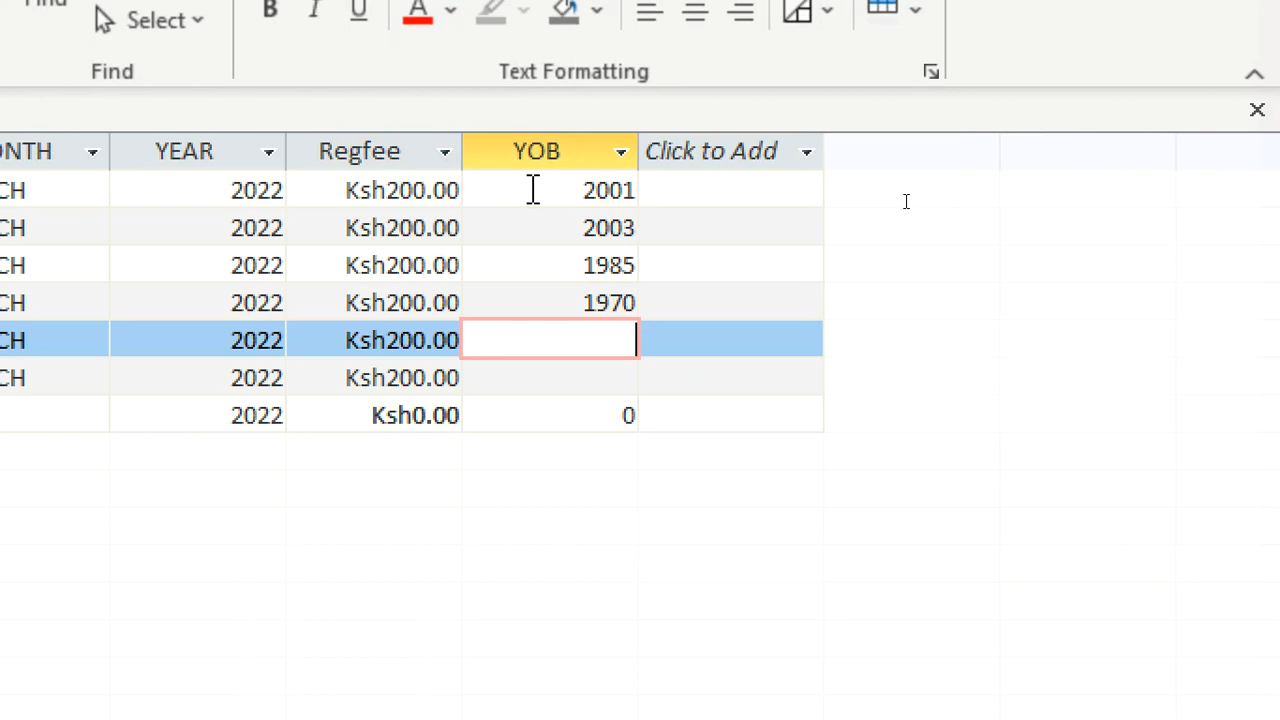 Find
Select
B I U A
Find
Text Formatting
ONTH YEAR Regfee YOB Click to Add
CH 2022 Ksh200.00 2001
CH 2022 Ksh200.00 2003
CH 2022 Ksh200.00 1985
CH 2022 Ksh200.00 1970
CH 2022 Ksh200.00
CH 2022 Ksh200.00
2022 Ksh0.00 0